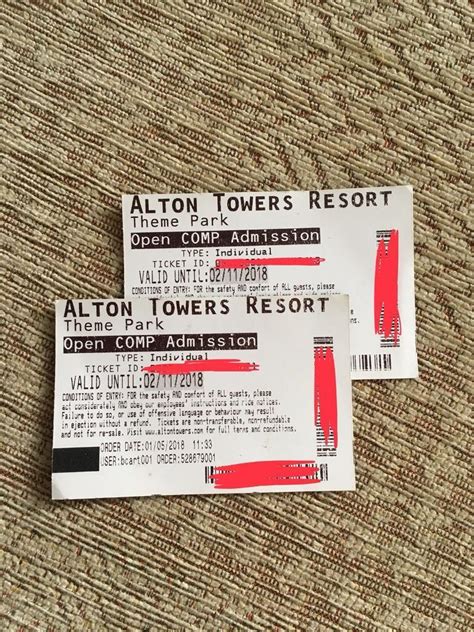 ALTON TOWERS RESORT
Theme Park
Open COMP Admission
TYPE: Individual
TICKET ID:
VALID UNTIL:02/11/2018
CONDITIONS OF ENTRY: FOR the safety AND comfort of ALL guests, please
ALTON TOWERS RESORT
Theme Park
Open COMP Admission
TYPE: Individual
TICKET ID:
VALID UNTIL:02/11/2018
CONDITIONS OF ENTRY: FOR the safety AND comfort of ALL guests, please
act considerately AND obey our employees' instructions and ride notices.
Failure to do so, or use of offensive language or behaviour may result
in ejection without a refund. Tickets are non-transferable, non-refundable
and not for re-sale. Visit www.altontowers.com for full terms and conditions.
ORDER DATE:01/05/2018 11:33
USER:bcart001 ORDER:528679001